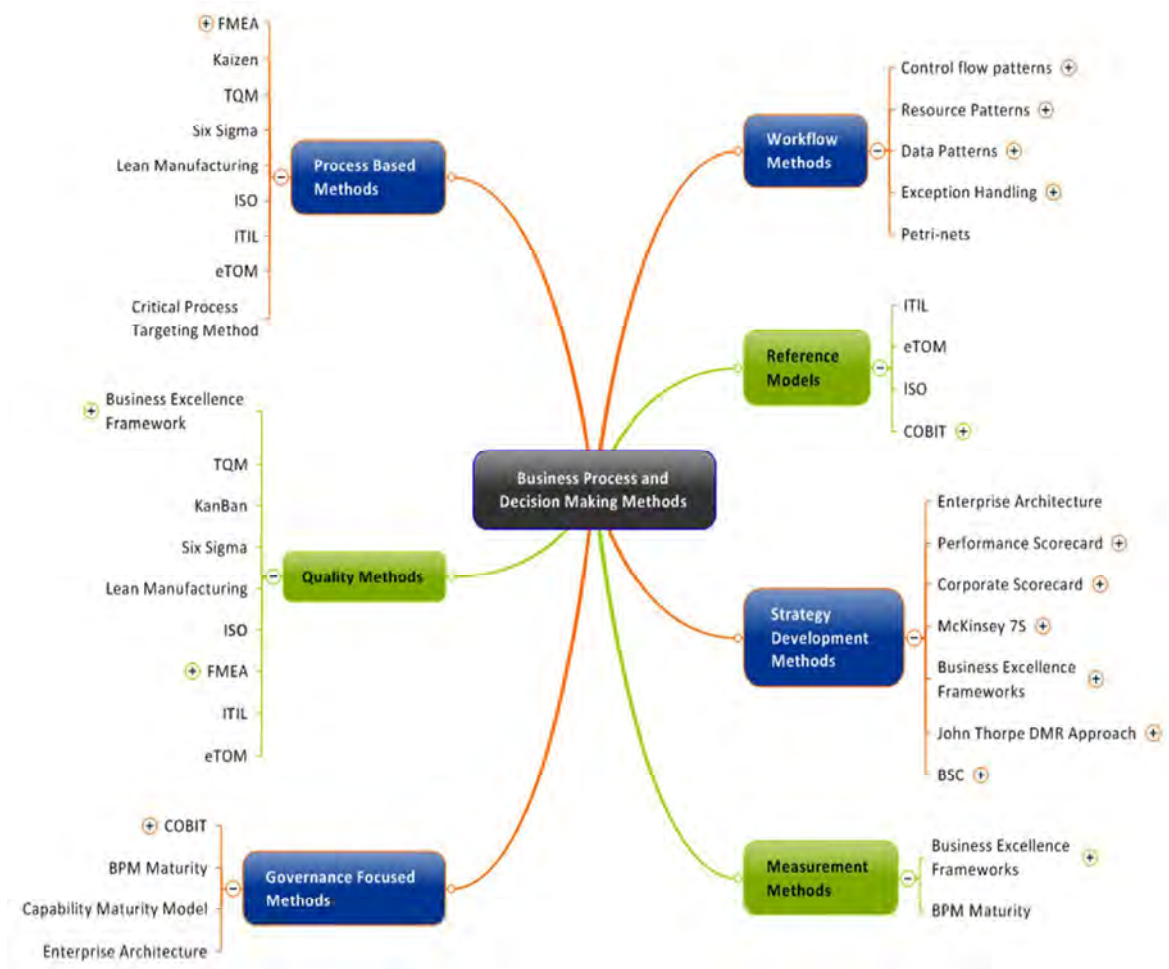 FMEA
Kaizen
TQM
Six Sigma
Lean Manufacturing
ISO
ITIL
eTOM
Critical Process
Targeting Method
Process Based
Methods
Business Excellence
Framework
TQM
KanBan
Six Sigma
Lean Manufacturing
ISO
FMEA
ITIL
eTOM
Quality Methods
COBIT
BPM Maturity
Capability Maturity Model
Enterprise Architecture
Governance Focused
Methods
Business Process and
Decision Making Methods
Workflow
Methods
Control flow patterns
Resource Patterns
Data Patterns
Exception Handling
Petri-nets
Reference
Models
ITIL
eTOM
ISO
COBIT
Strategy
Development
Methods
Enterprise Architecture
Performance Scorecard
Corporate Scorecard
McKinsey 7S
Business Excellence
Frameworks
John Thorpe DMR Approach
BSC
Measurement
Methods
Business Excellence
Frameworks
BPM Maturity